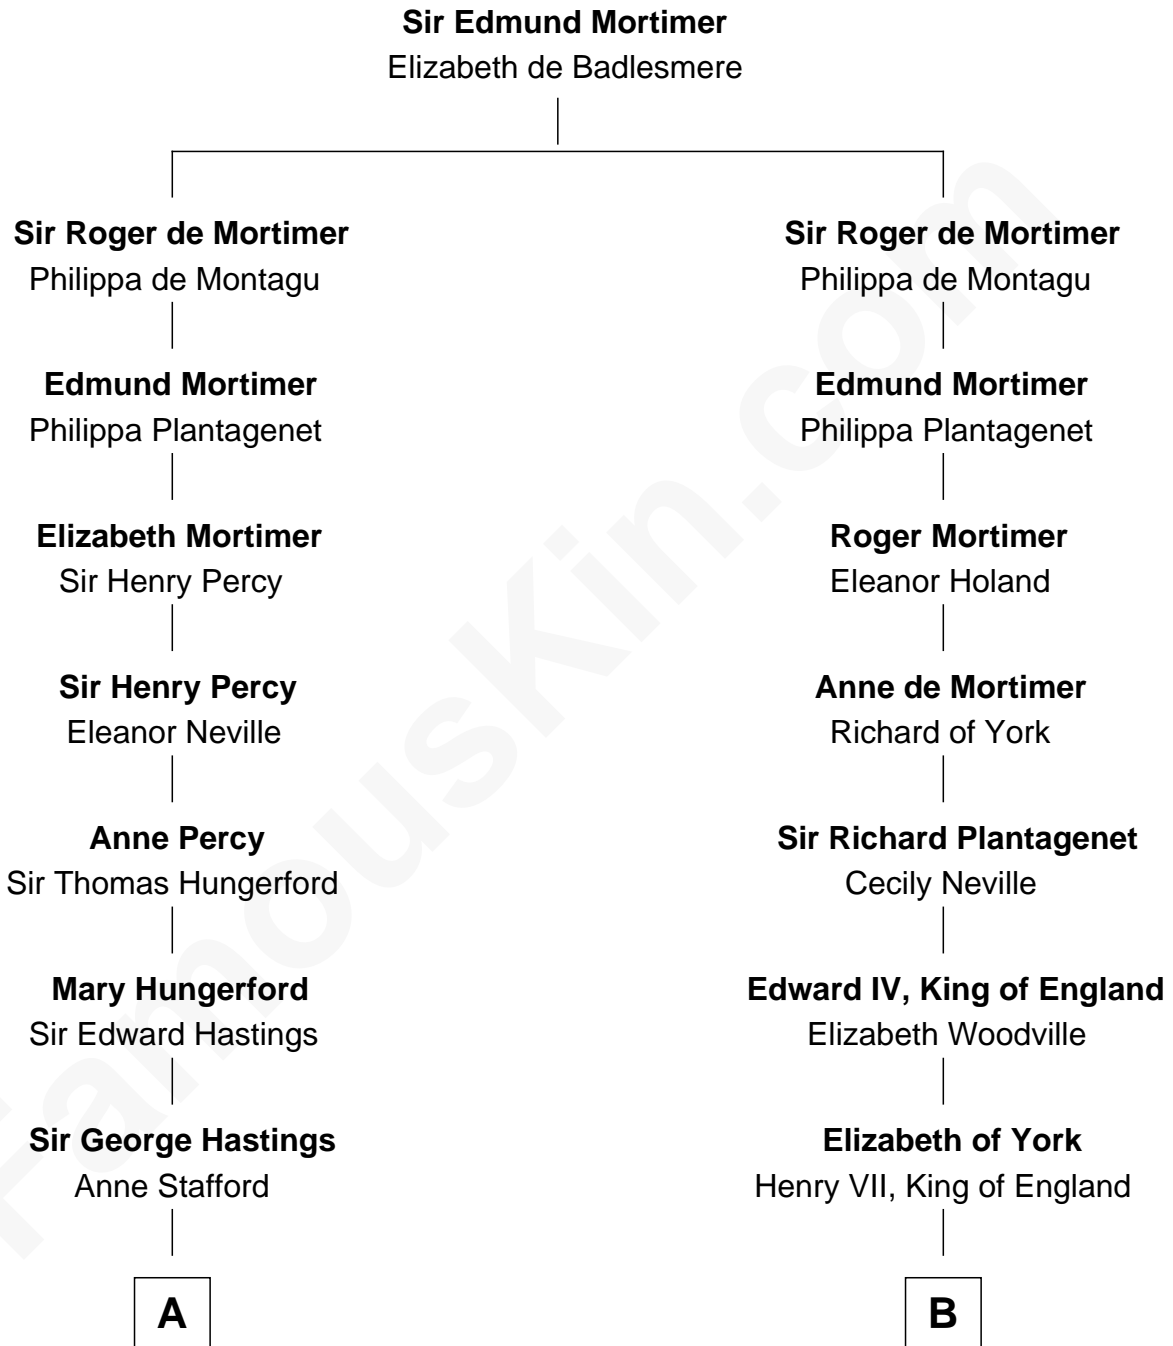 Sir Edmund Mortimer
Elizabeth de Badlesmere
Sir Roger de Mortimer
Philippa de Montagu
Sir Roger de Mortimer
Philippa de Montagu
Edmund Mortimer
Philippa Plantagenet
Edmund Mortimer
Philippa Plantagenet
Elizabeth Mortimer
Sir Henry Percy
Roger Mortimer
Eleanor Holand
Sir Henry Percy
Eleanor Neville
Anne de Mortimer
Richard of York
Anne Percy
Sir Thomas Hungerford
Sir Richard Plantagenet
Cecily Neville
Mary Hungerford
Sir Edward Hastings
Edward IV, King of England
Elizabeth Woodville
Sir George Hastings
Anne Stafford
Elizabeth of York
Henry VII, King of England
A
B
FamousKin.com